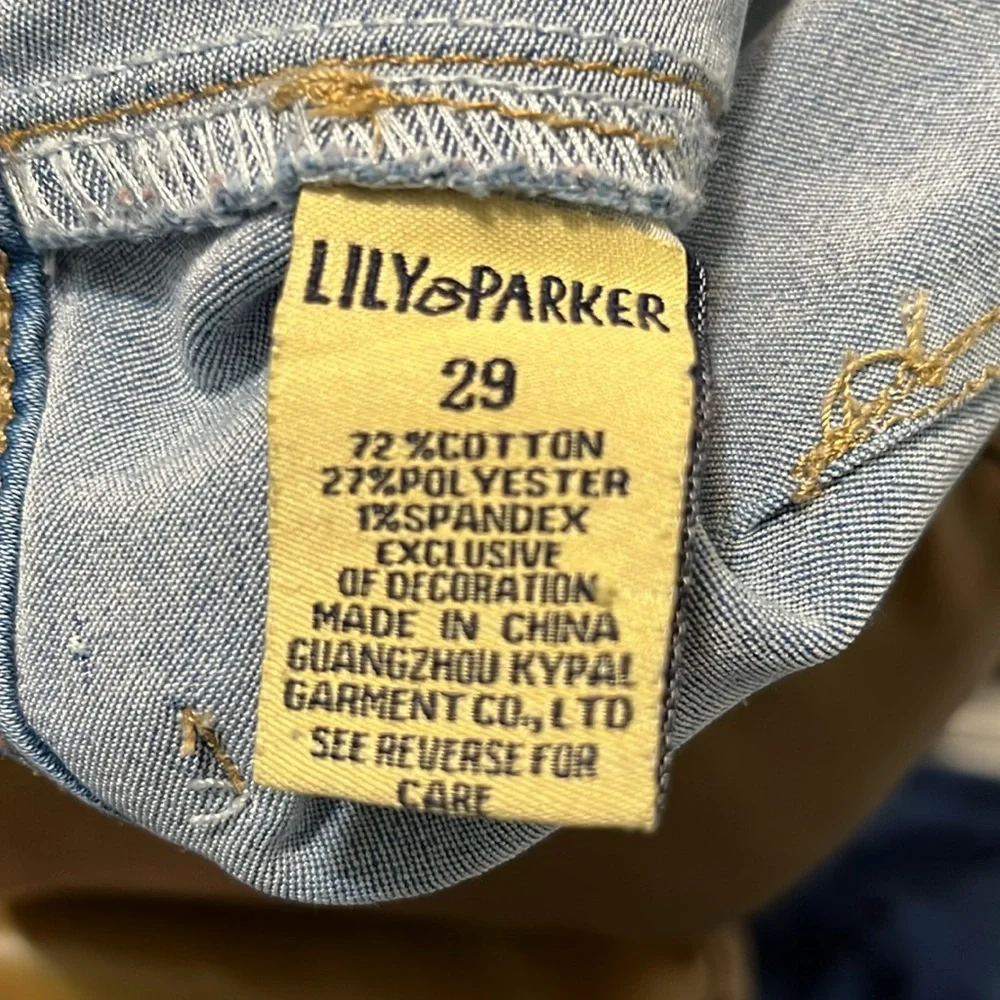 LILY&PARKER
29
72%COTTON
27%POLYESTER
1%SPANDEX
EXCLUSIVE
OF DECORATION
MADE IN CHINA
GUANGZHOU KYPAL
GARMENT CO., LTD
SEE REVERSE FOR
CARE